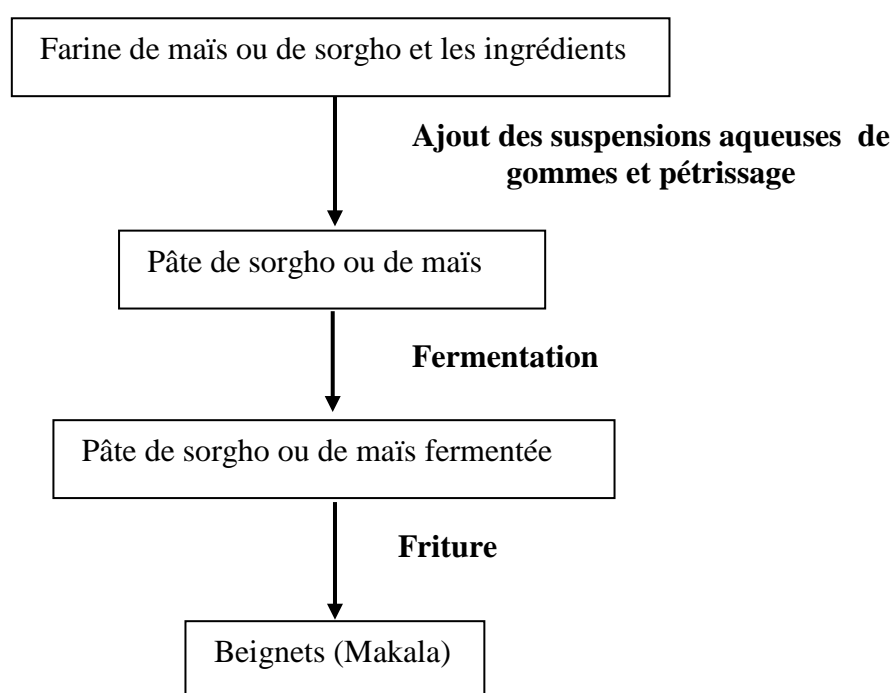 Farine de maïs ou de sorgho et les ingrédients
Ajout des suspensions aqueuses de
gommes et pétrissage
Pâte de sorgho ou de maïs
Fermentation
Pâte de sorgho ou de maïs fermentée
Friture
Beignets (Makala)